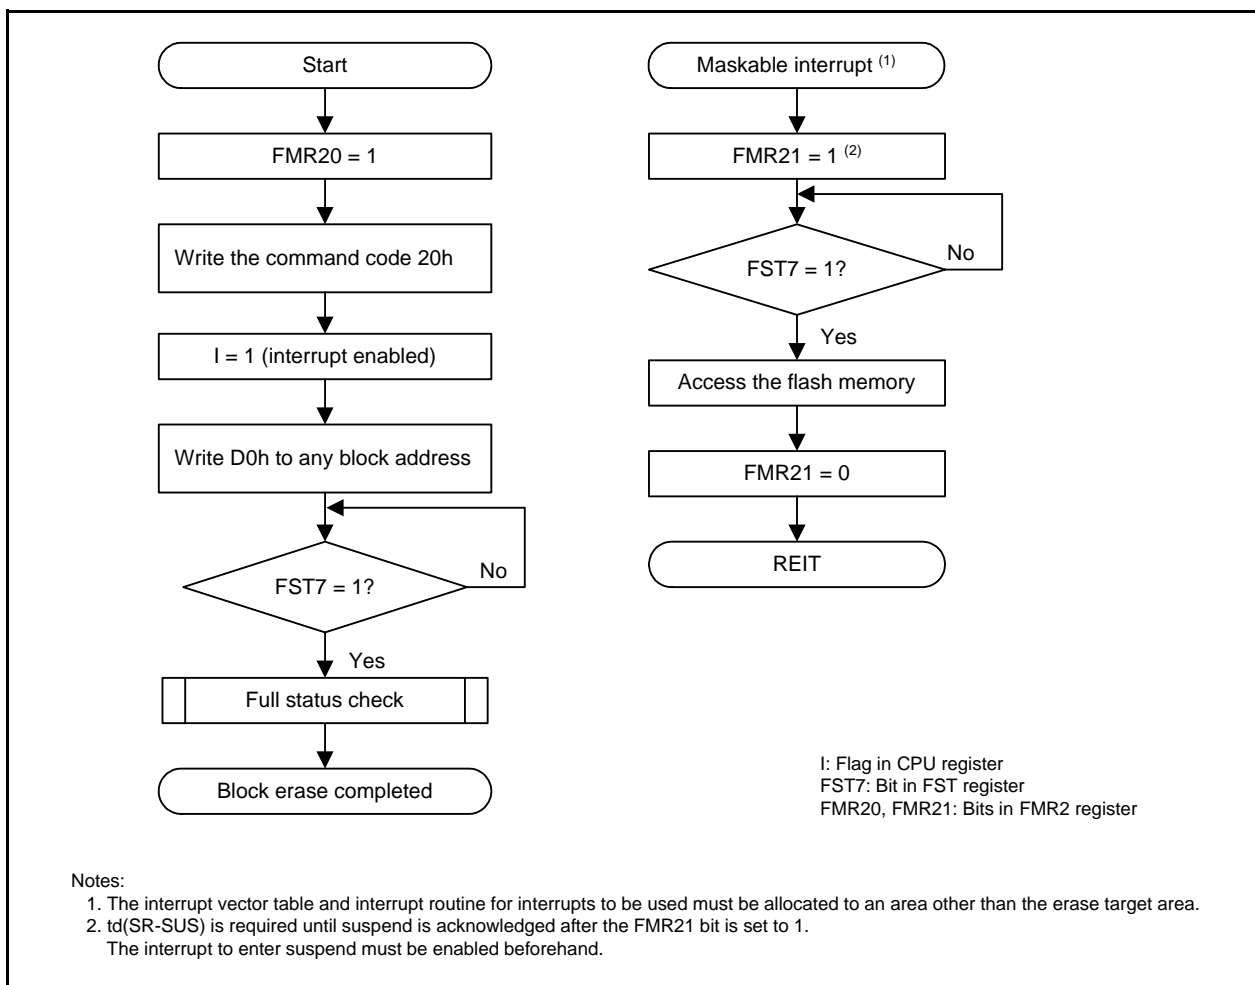 Start
FMR20 = 1
Write the command code 20h
I = 1 (interrupt enabled)
Write D0h to any block address
FST7 = 1?
No
Yes
Full status check
Block erase completed
Maskable interrupt (1)
FMR21 = 1 (2)
FST7 = 1?
No
Yes
Access the flash memory
FMR21 = 0
REIT
I: Flag in CPU register
FST7: Bit in FST register
FMR20, FMR21: Bits in FMR2 register
Notes:
1. The interrupt vector table and interrupt routine for interrupts to be used must be allocated to an area other than the erase target area.
2. td(SR-SUS) is required until suspend is acknowledged after the FMR21 bit is set to 1.
The interrupt to enter suspend must be enabled beforehand.